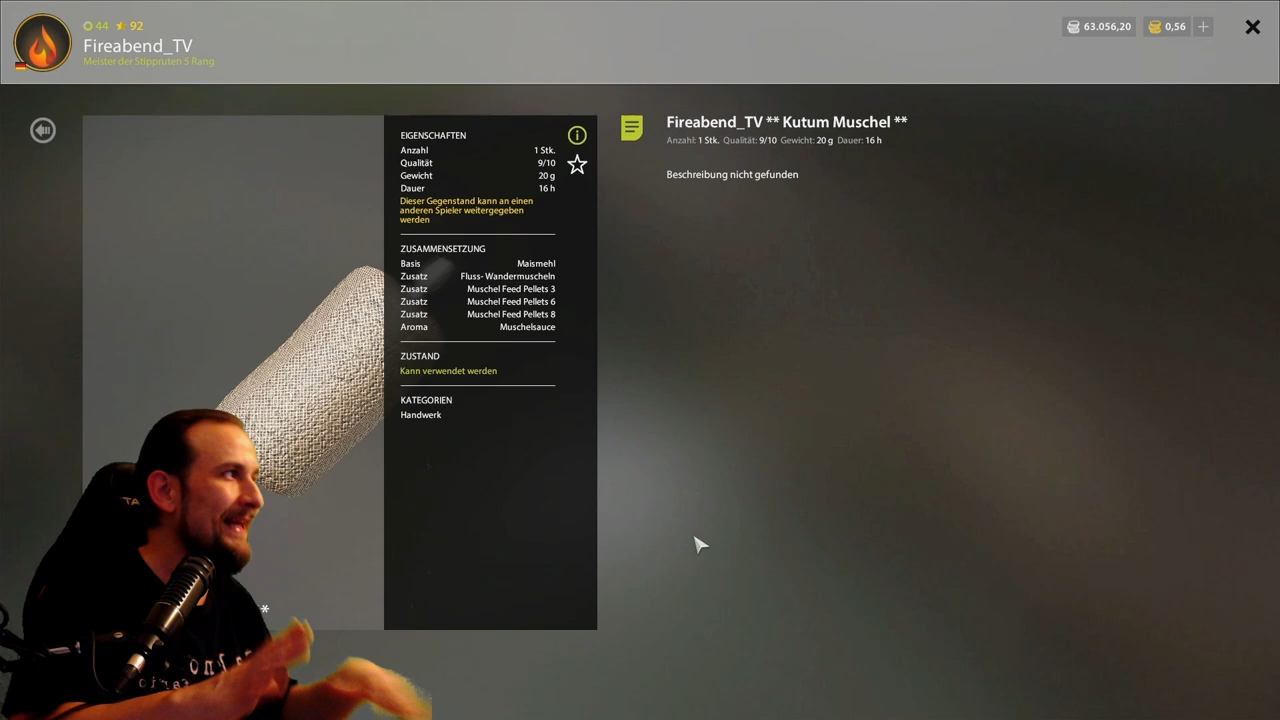 44 92
Fireabend_TV
Meister der Stippruten 5 Rang
63.056,20 0,56 +
EIGENSCHAFTEN
Anzahl 1 Stk.
Qualität 9/10
Gewicht 20 g
Dauer 16 h
Dieser Gegenstand kann an einen
anderen Spieler weitergegeben
werden
ZUSAMMENSETZUNG
Basis Maismehl
Zusatz Fluss- Wandermuscheln
Zusatz Muschel Feed Pellets 3
Zusatz Muschel Feed Pellets 6
Zusatz Muschel Feed Pellets 8
Aroma Muschelsauce
ZUSTAND
Kann verwendet werden
KATEGORIEN
Handwerk
Fireabend_TV ** Kutum Muschel **
Anzahl: 1 Stk. Qualität: 9/10 Gewicht: 20 g Dauer: 16 h
Beschreibung nicht gefunden
*